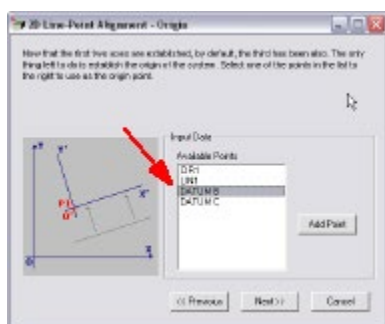 2D Line-Point Alignment - Origin
Now that the first two axes are established, by default, the third has been also. The only
thing left to do is establish the origin of the system. Select one of the points in the list to
the right to use as the origin point.
Input Data
Available Points
CIR1
LIN1
DATUM B
DATUM C
Add Point
<< Previous
Next >>
Cancel